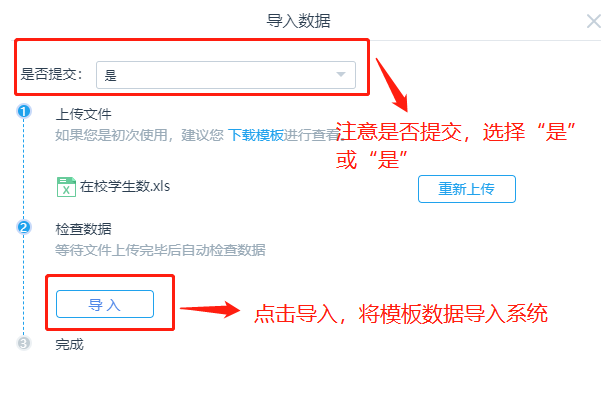 导入数据
是否提交： 是
1 上传文件
如果您是初次使用，建议您 下载模板进行查看。
注意是否提交，选择“是”
或“是”
在校学生数.xls
重新上传
2 检查数据
等待文件上传完毕后自动检查数据
导入
点击导入，将模板数据导入系统
3 完成